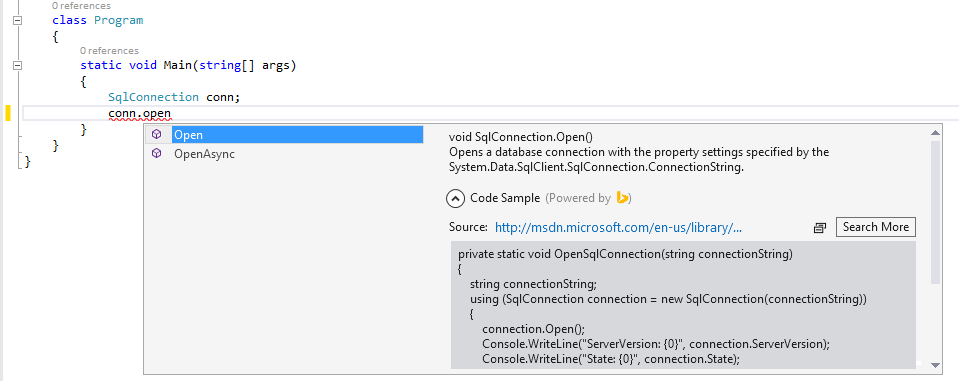 0 references
class Program
{
0 references
static void Main(string[] args)
{
SqlConnection conn;
conn.open
}
}
}
Open
OpenAsync
void SqlConnection.Open()
Opens a database connection with the property settings specified by the
System.Data.SqlClient.SqlConnection.ConnectionString.
Code Sample (Powered by )
Source: http://msdn.microsoft.com/en-us/library/... Search More
private static void OpenSqlConnection(string connectionString)
{
string connectionString;
using (SqlConnection connection = new SqlConnection(connectionString))
{
connection.Open();
Console.WriteLine("ServerVersion: {0}", connection.ServerVersion);
Console.WriteLine("State: {0}", connection.State);